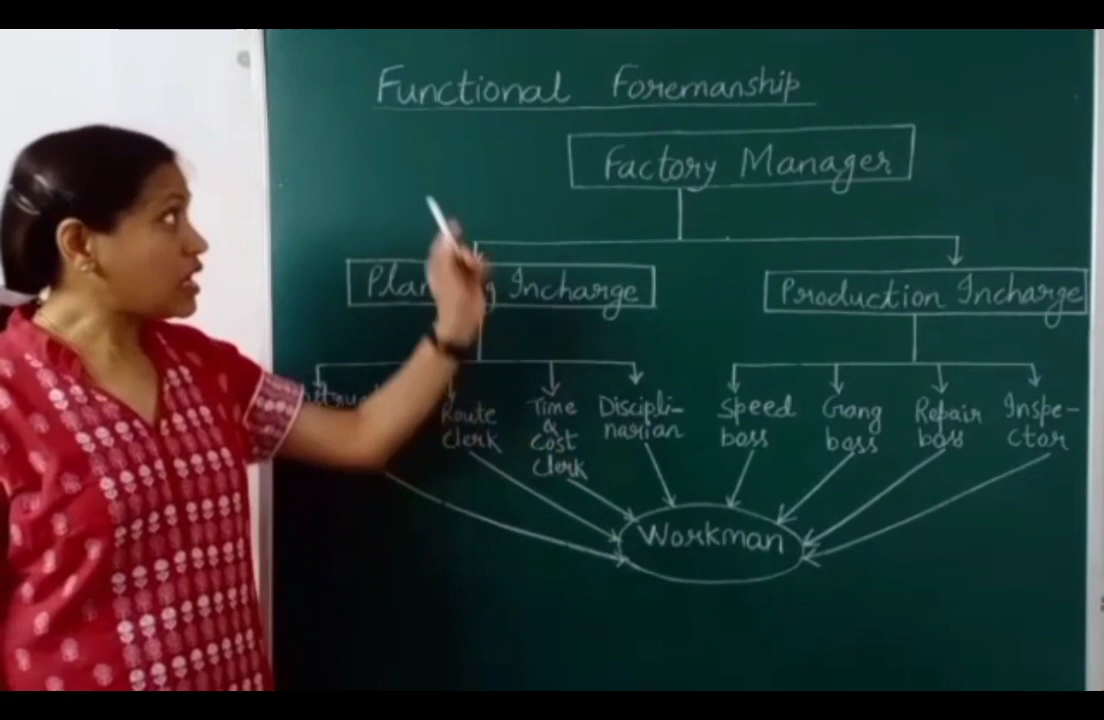 Functional Foremanship
Factory Manager
Incharge
Production Incharge
Route
clerk
Time
&
Cost
clerk
Discipli-
narian
Speed
boss
Gang
boss
Repair
boss
Inspe-
ctor
Workman